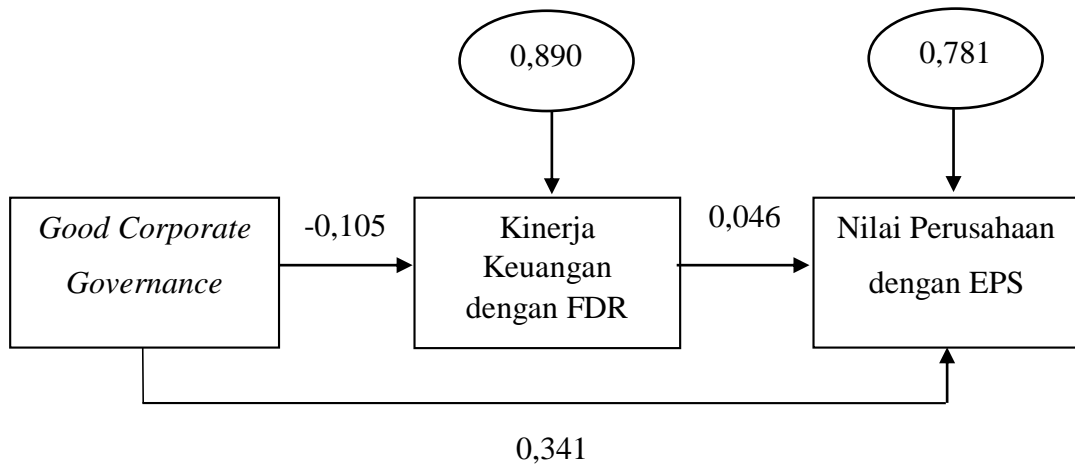 0,890
0,781
Good Corporate
Governance
-0,105
Kinerja
Keuangan
dengan FDR
0,046
Nilai Perusahaan
dengan EPS
0,341